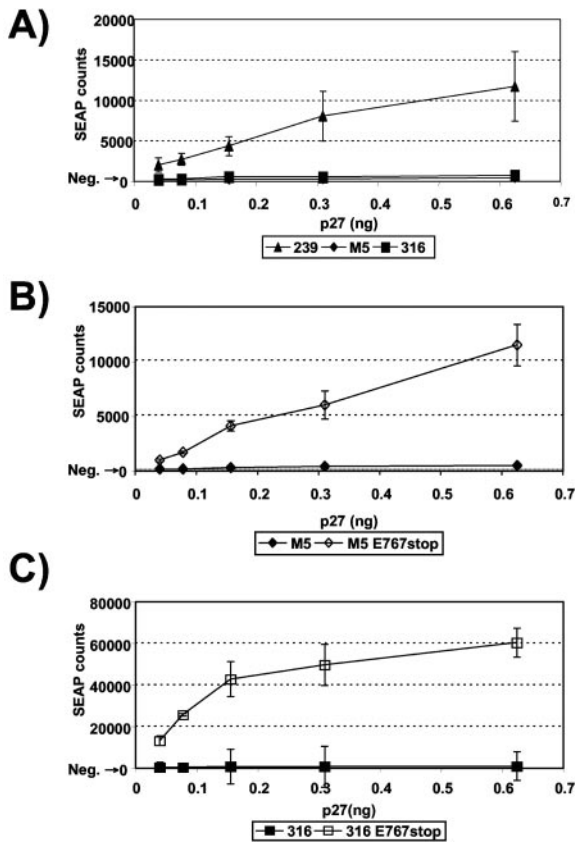 A)
20000
15000
10000
5000
0
SEAP counts
Neg. →
0 0.1 0.2 0.3 0.4 0.5 0.6 0.7
p27 (ng)
239 M5 316
B)
15000
10000
5000
0
SEAP counts
Neg. →
0 0.1 0.2 0.3 0.4 0.5 0.6 0.7
p27 (ng)
M5 M5 E767stop
C)
80000
60000
40000
20000
0
SEAP counts
Neg. →
0 0.1 0.2 0.3 0.4 0.5 0.6 0.7
p27(ng)
316 316 E767stop